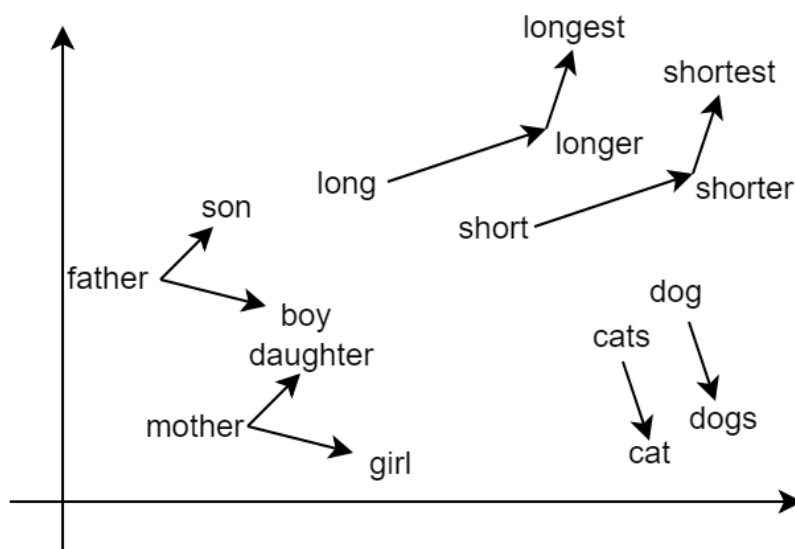 longest
shortest
longer
long
shorter
son
short
father
dog
boy
cats
daughter
dogs
mother
cat
girl